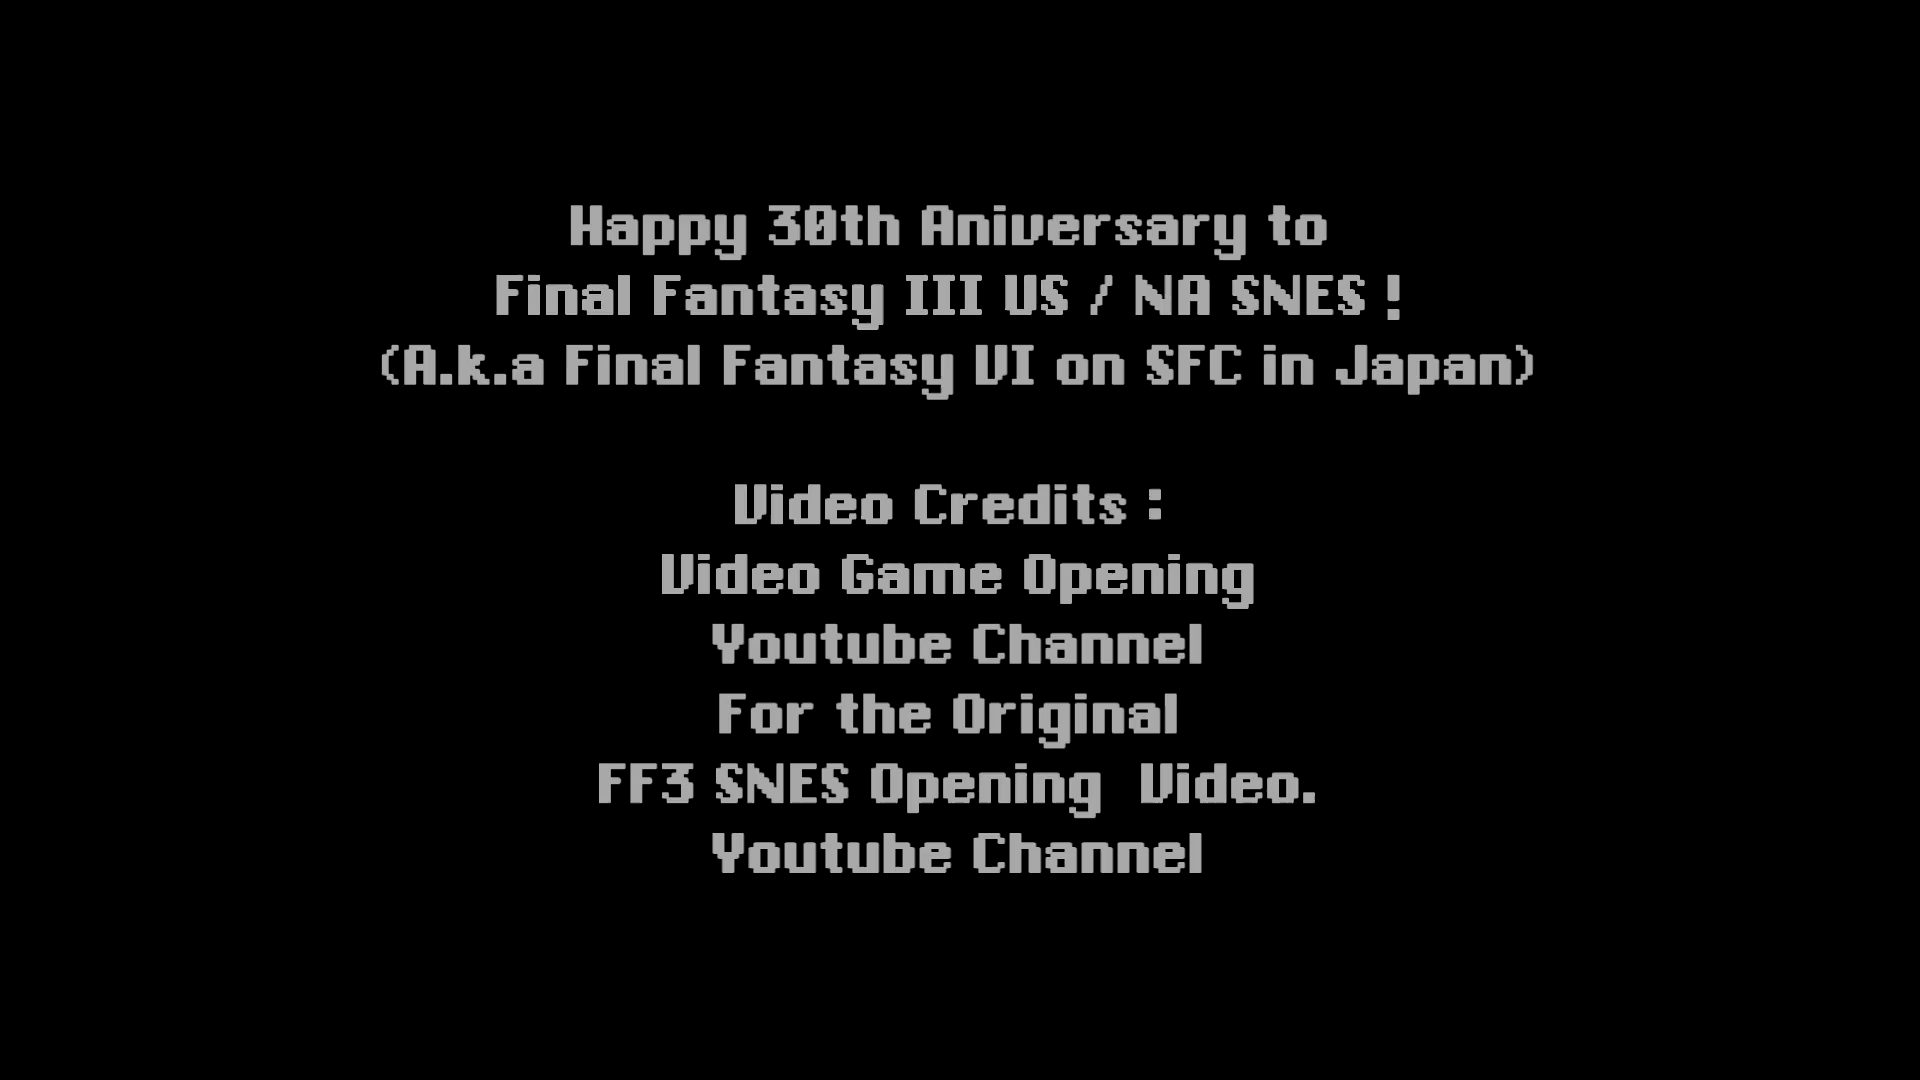 Happy 30th Aniversary to
Final Fantasy III US / NA SNES !
(A.k.a Final Fantasy VI on SFC in Japan)
Video Credits :
Video Game Opening
Youtube Channel
For the Original
FF3 SNES Opening  Video.
Youtube Channel